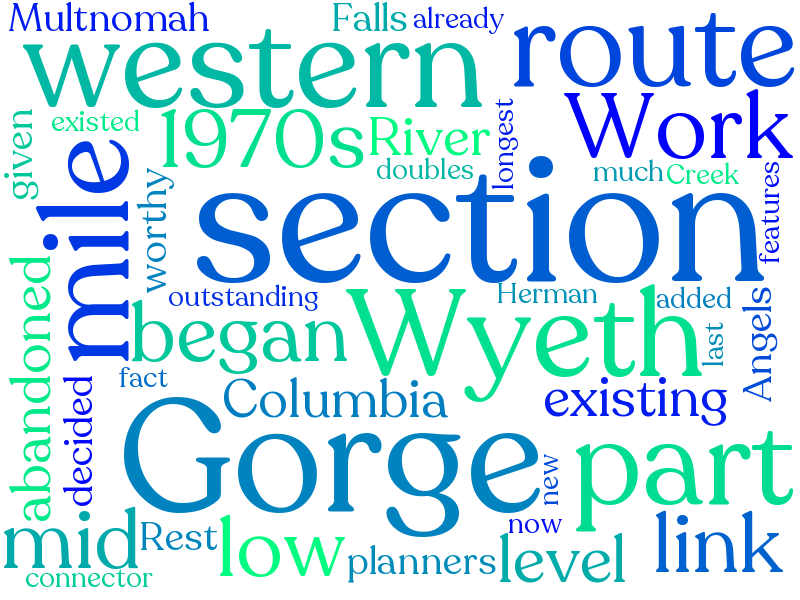 Multnomah
Falls
already
western
route
given
existed
1970s
River
longest
Work
doubles
much
Creek
features
mile
worthy
section
outstanding
Herman
added
abandoned
began
Wyeth
last
Angels
fact
decided
Columbia
existing
Gorge
new
part
mid
Rest
low
planners
now
level
link
connector